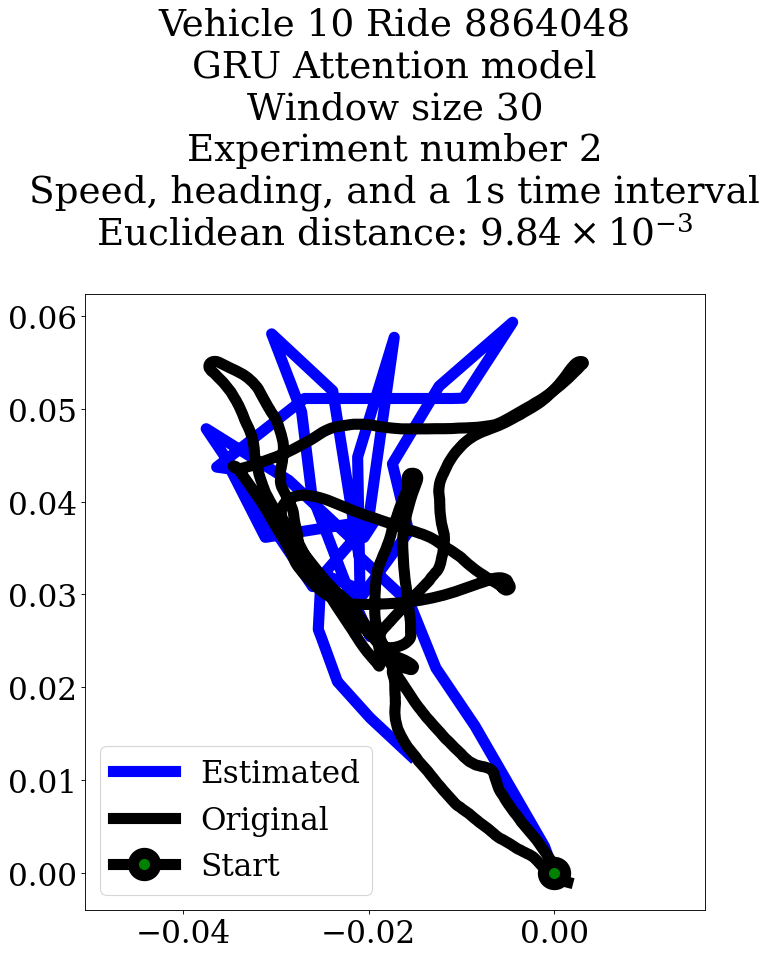 Vehicle 10 Ride 8864048
GRU Attention model
Window size 30
Experiment number 2
Speed, heading, and a 1s time interval
Euclidean distance: 9.84 × 10⁻³
0.06
0.05
0.04
0.03
0.02
0.01
0.00
Estimated
Original
Start
−0.04 −0.02 0.00